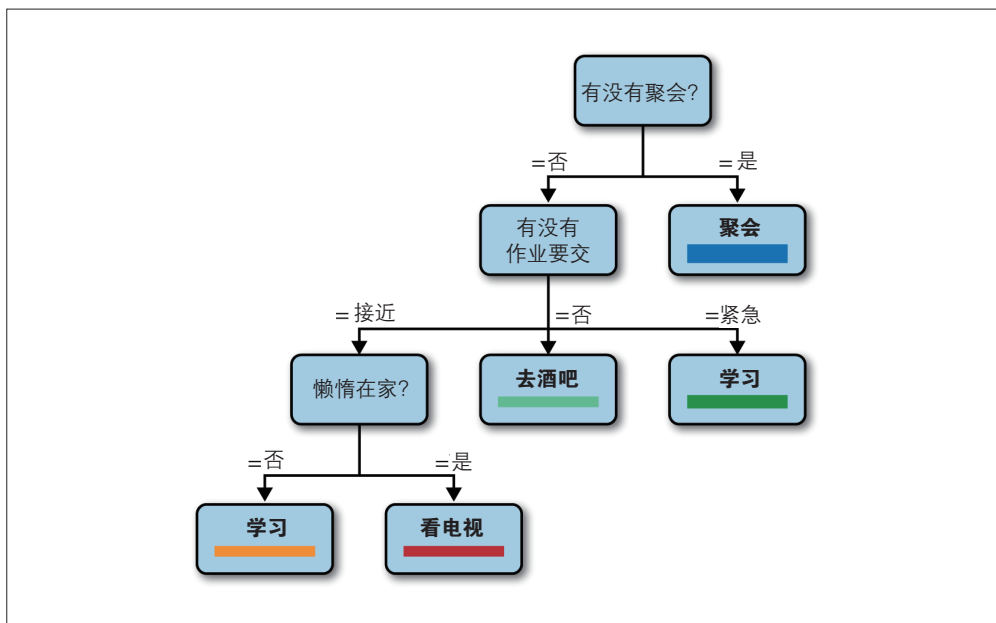 有没有聚会?
=否
=是
有没有
作业要交
聚会
=接近
=否
=紧急
懒惰在家?
去酒吧
学习
=否
=是
学习
看电视